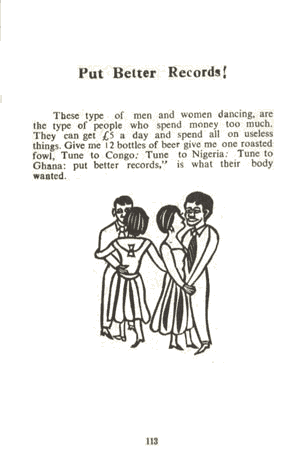 Put Better Records!
These type of men and women dancing, are
the type of people who spend money too much.
They can get £5 a day and spend all on useless
things. Give me 12 bottles of beer give me one roasted
fowl, Tune to Congo; Tune to Nigeria; Tune to
Ghana: put better records," is what their body
wanted.
113